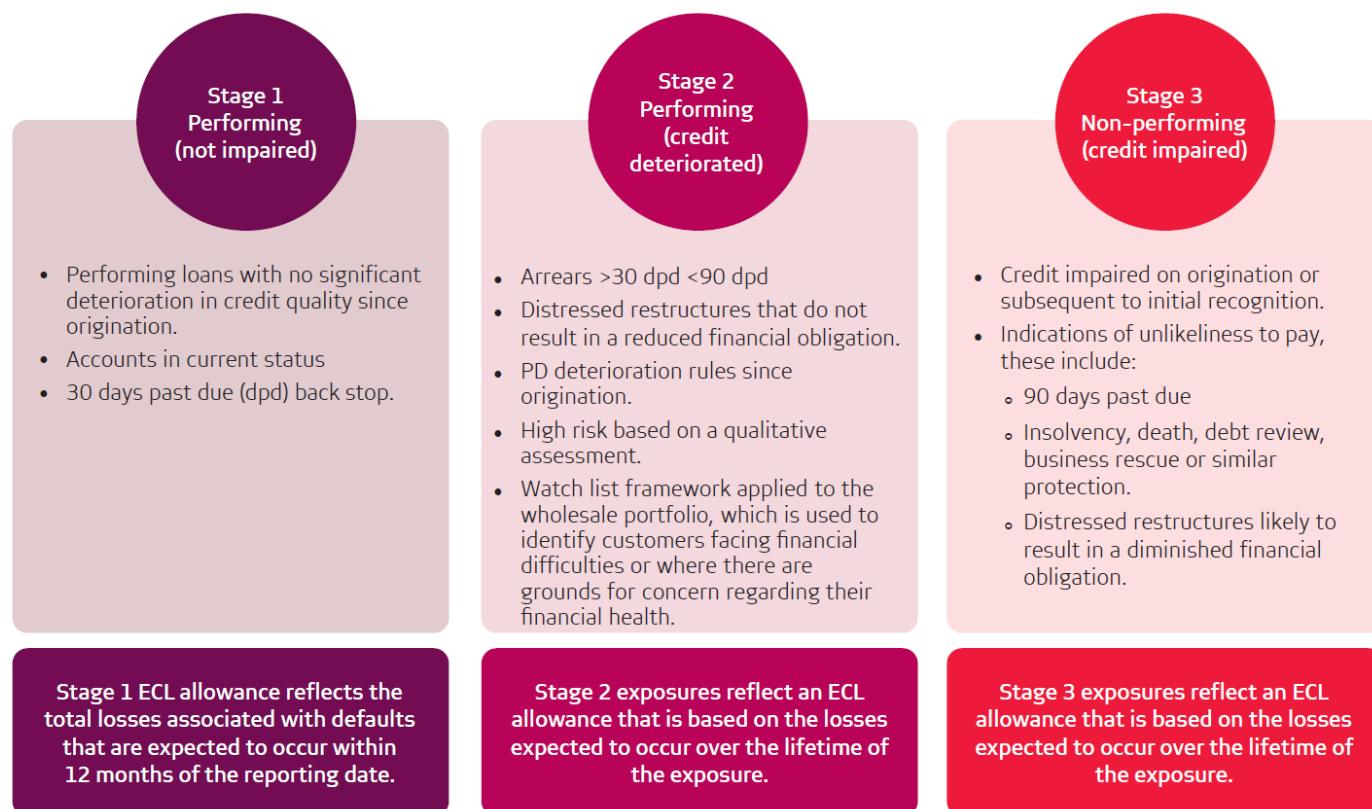 Stage 1
Performing
(not impaired)
• Performing loans with no significant
deterioration in credit quality since
origination.
• Accounts in current status
• 30 days past due (dpd) back stop.
Stage 1 ECL allowance reflects the
total losses associated with defaults
that are expected to occur within
12 months of the reporting date.
Stage 2
Performing
(credit
deteriorated)
• Arrears >30 dpd <90 dpd
• Distressed restructures that do not
result in a reduced financial obligation.
• PD deterioration rules since
origination.
• High risk based on a qualitative
assessment.
• Watch list framework applied to the
wholesale portfolio, which is used to
identify customers facing financial
difficulties or where there are
grounds for concern regarding their
financial health.
Stage 2 exposures reflect an ECL
allowance that is based on the losses
expected to occur over the lifetime of
the exposure.
Stage 3
Non-performing
(credit impaired)
• Credit impaired on origination or
subsequent to initial recognition.
• Indications of unlikeliness to pay,
these include:
∘ 90 days past due
∘ Insolvency, death, debt review,
business rescue or similar
protection.
∘ Distressed restructures likely to
result in a diminished financial
obligation.
Stage 3 exposures reflect an ECL
allowance that is based on the losses
expected to occur over the lifetime of
the exposure.